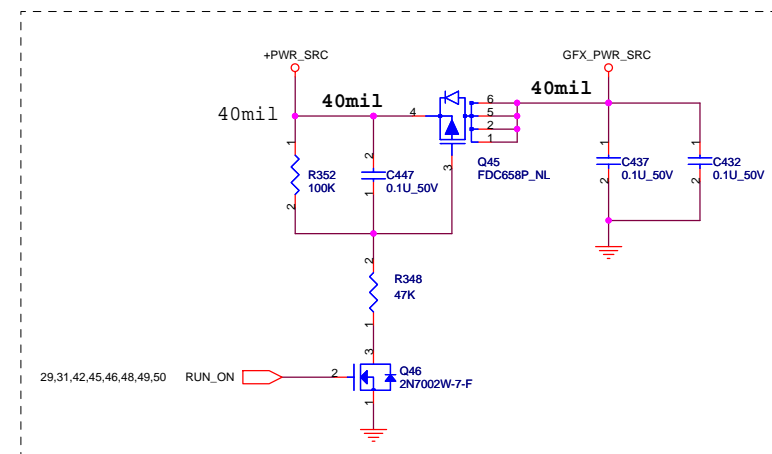 +PWR_SRC GFX_PWR_SRC
40mil 40mil 4 6 5 2 1 40mil
1 2 3 Q45 FDC658P_NL
R352 100K
2 1
C447 0.1U_50V
1 2
C437 0.1U_50V
1 2
C432 0.1U_50V
2
R348 47K
1
3
29,31,42,45,46,48,49,50 RUN_ON 2 Q46 2N7002W-7-F
1